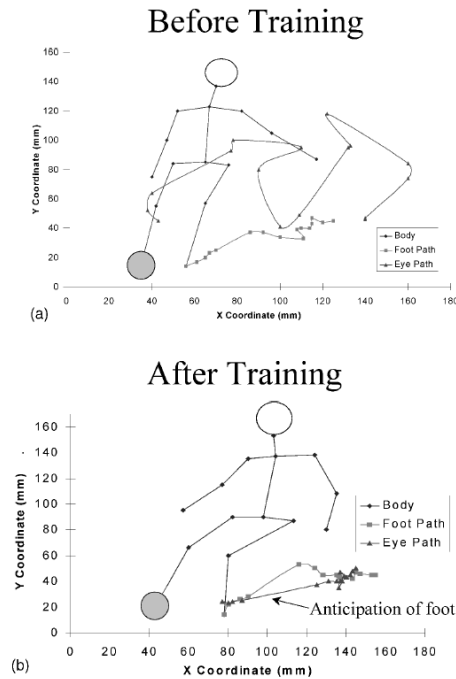 Before Training
160
140
120
100
80
60
40
20
0
Y Coordinate (mm)
Body
Foot Path
Eye Path
0 20 40 60 80 100 120 140 160 180
X Coordinate (mm)
(a)
After Training
160
140
120
100
80
60
40
20
0
Y Coordinate (mm)
Body
Foot Path
Eye Path
Anticipation of foot
20 40 60 80 100 120 140 160 180
X Coordinate (mm)
(b)